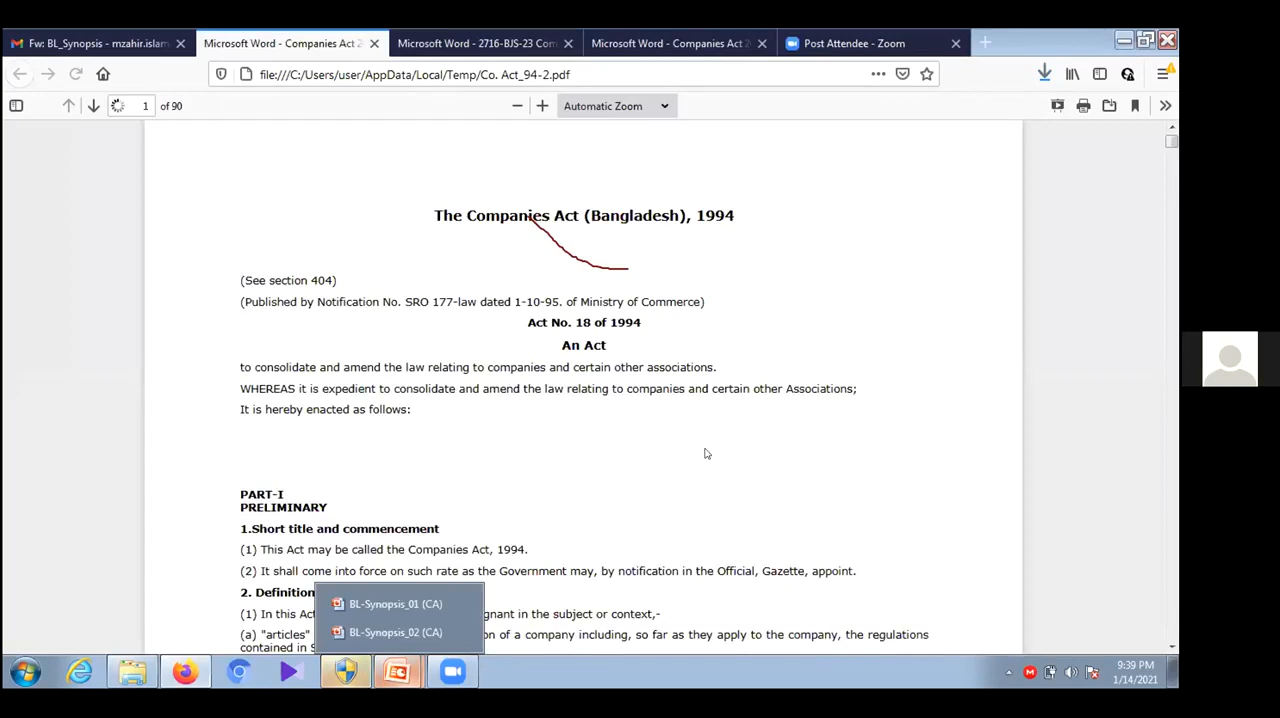 Fw: BL_Synopsis - mzahir.islam
Microsoft Word - Companies Act 2
Microsoft Word - 2716-BJS-23 Com
Microsoft Word - Companies Act 2
Post Attendee - Zoom
file:///C:/Users/user/AppData/Local/Temp/Co. Act_94-2.pdf
1 of 90
Automatic Zoom
The Companies Act (Bangladesh), 1994
(See section 404)
(Published by Notification No. SRO 177-law dated 1-10-95. of Ministry of Commerce)
Act No. 18 of 1994
An Act
to consolidate and amend the law relating to companies and certain other associations.
WHEREAS it is expedient to consolidate and amend the law relating to companies and certain other Associations;
It is hereby enacted as follows:
PART-I
PRELIMINARY
1.Short title and commencement
(1) This Act may be called the Companies Act, 1994.
(2) It shall come into force on such rate as the Government may, by notification in the Official, Gazette, appoint.
2. Definition
(1) In this Act gnant in the subject or context,-
(a) "articles" on of a company including, so far as they apply to the company, the regulations
contained in S
BL-Synopsis_01 (CA)
BL-Synopsis_02 (CA)
9:39 PM
1/14/2021